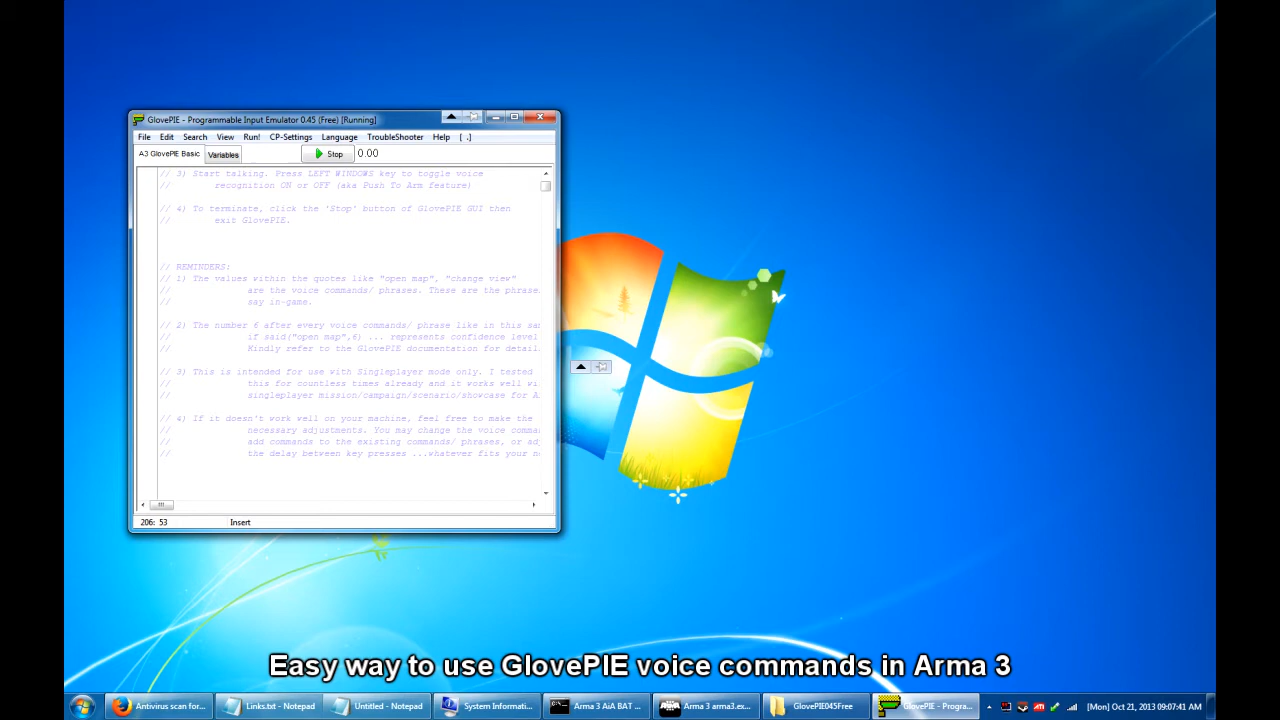 GlovePIE - Programmable Input Emulator 0.45 (Free) [Running]
File Edit Search View Run! CP-Settings Language TroubleShooter Help [ .]
A3 GlovePIE Basic Variables Stop 0.00
// 3) Start talking. Press LEFT WINDOWS key to toggle voice
// recognition ON or OFF (aka Push To Arm feature)
// 4) To terminate, click the 'Stop' button of GlovePIE GUI then
// exit GlovePIE.
// REMINDERS:
// 1) The values within the quotes like "open map", "change view"
// are the voice commands/ phrases. These are the phrase
// say in-game.
// 2) The number 6 after every voice commands/ phrase like in this sam
// if said("open map",6) ... represents confidence level
// Kindly refer to the GlovePIE documentation for detail
// 3) This is intended for use with Singleplayer mode only. I tested
// this for countless times already and it works well wi
// singleplayer mission/campaign/scenario/showcase for A
// 4) If it doesn't work well on your machine, feel free to make the
// necessary adjustments. You may change the voice comman
// add commands to the existing commands/ phrases, or adj
// the delay between key presses ...whatever fits your ne
206: 53 Insert
Easy way to use GlovePIE voice commands in Arma 3
Antivirus scan for... Links.txt - Notepad Untitled - Notepad System Informati... Arma 3 AiA BAT ... Arma 3 arma3.ex... GlovePIE045Free GlovePIE - Progra... [Mon] Oct 21, 2013 09:07:41 AM